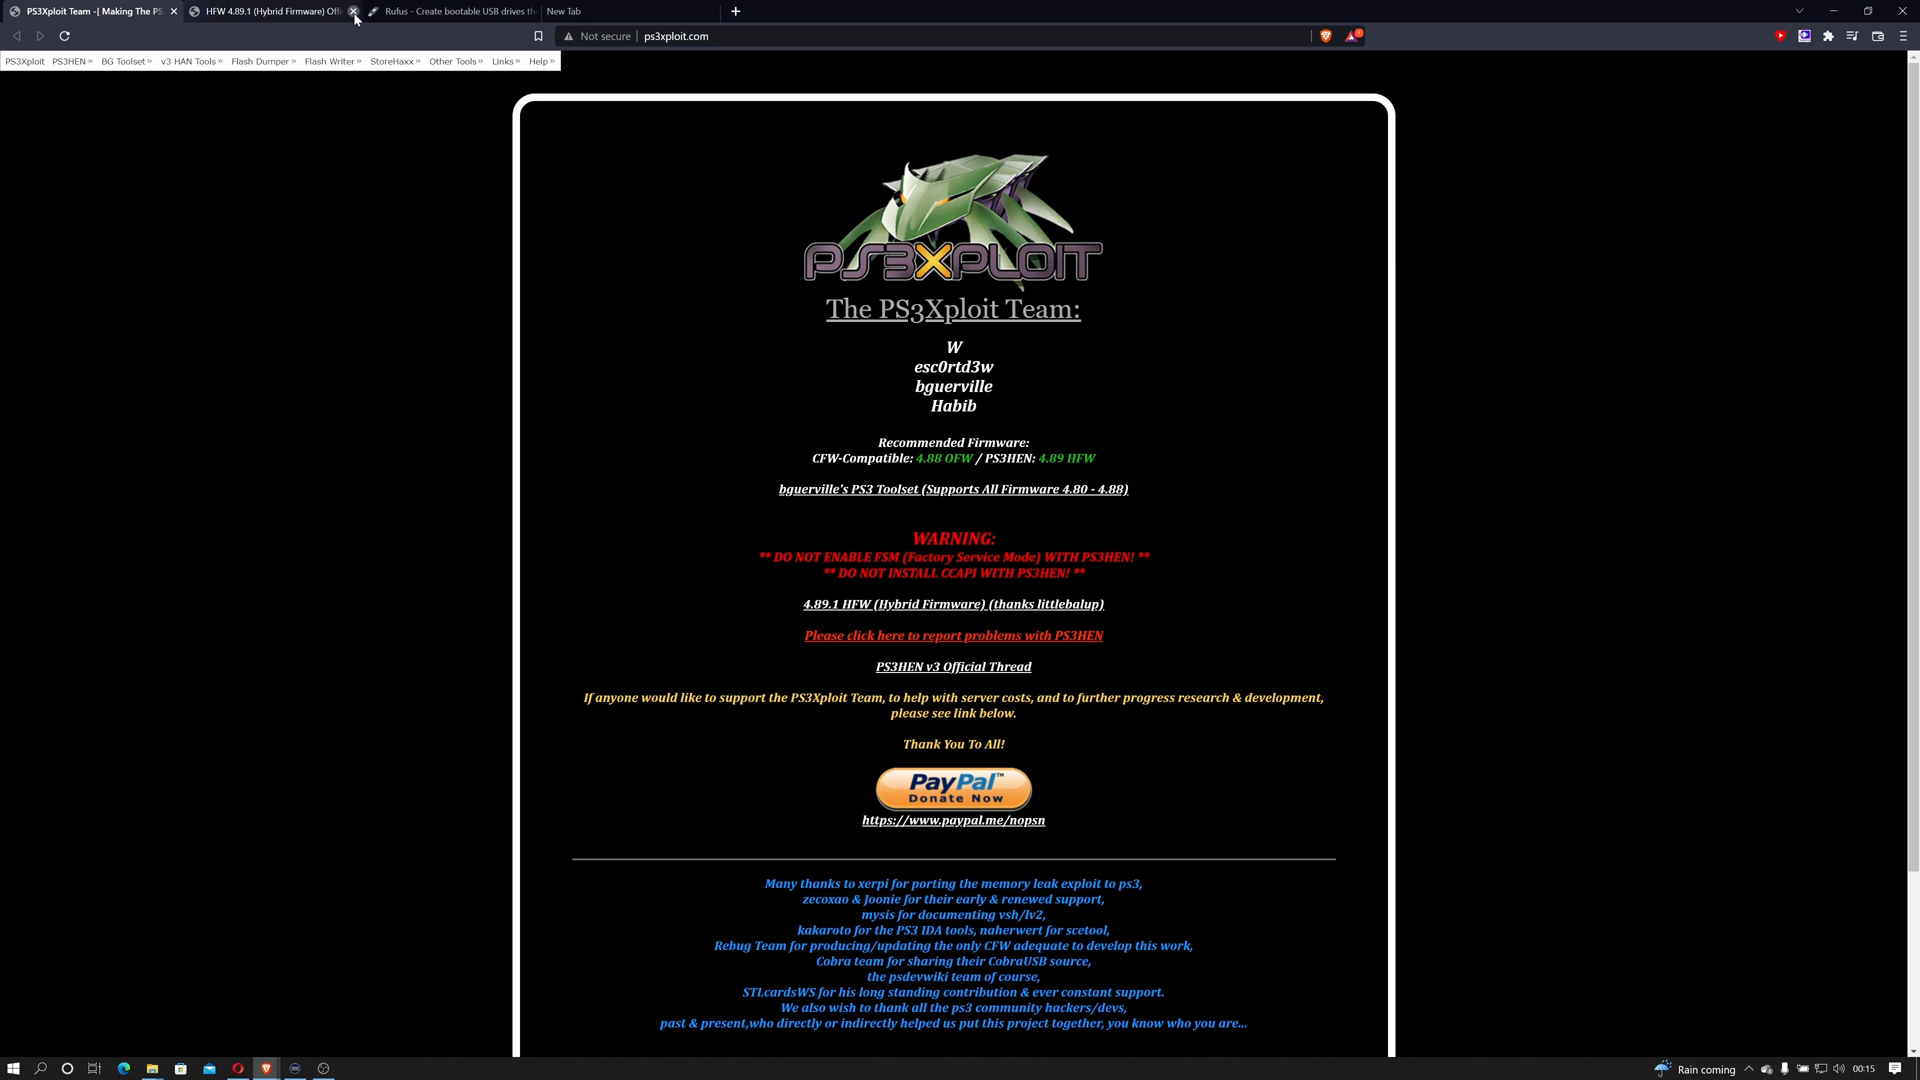 PS3Xploit Team -[ Making The PS
HFW 4.89.1 (Hybrid Firmware) Offi
Rufus - Create bootable USB drives the
New Tab
Not secure
ps3xploit.com
1
PS3Xploit PS3HEN » BG Toolset » v3 HAN Tools » Flash Dumper » Flash Writer » StoreHaxx » Other Tools » Links » Help »
PS3XPLOIT
The PS3Xploit Team:
W
esc0rtd3w
bguerville
Habib
Recommended Firmware:
CFW-Compatible: 4.88 OFW / PS3HEN: 4.89 HFW
bguerville's PS3 Toolset (Supports All Firmware 4.80 - 4.88)
WARNING:
** DO NOT ENABLE FSM (Factory Service Mode) WITH PS3HEN! **
** DO NOT INSTALL CCAPI WITH PS3HEN! **
4.89.1 HFW (Hybrid Firmware) (thanks littlebalup)
Please click here to report problems with PS3HEN
PS3HEN v3 Official Thread
If anyone would like to support the PS3Xploit Team, to help with server costs, and to further progress research & development,
please see link below.
Thank You To All!
PayPal™
Donate Now
https://www.paypal.me/nopsn
Many thanks to xerpi for porting the memory leak exploit to ps3,
zecoxao & Joonie for their early & renewed support,
mysis for documenting vsh/lv2,
kakaroto for the PS3 IDA tools, naherwert for scetool,
Rebug Team for producing/updating the only CFW adequate to develop this work,
Cobra team for sharing their CobraUSB source,
the psdevwiki team of course,
STLcardsWS for his long standing contribution & ever constant support.
We also wish to thank all the ps3 community hackers/devs,
past & present,who directly or indirectly helped us put this project together, you know who you are...
Rain coming
00:15